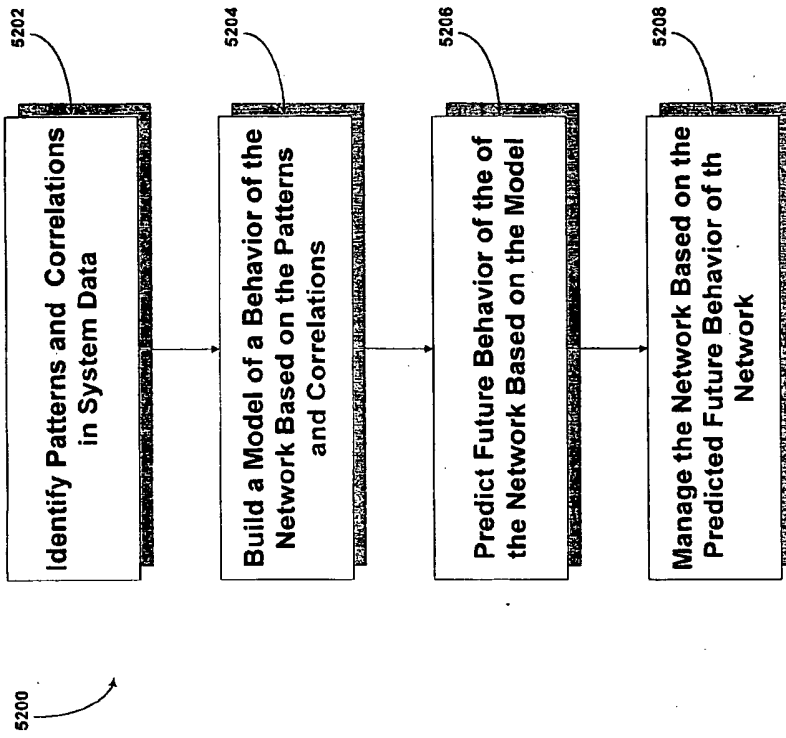 5200
5202
Identify Patterns and Correlations
in System Data
5204
Build a Model of a Behavior of the
Network Based on the Patterns
and Correlations
5206
Predict Future Behavior of the of
the Network Based on the Model
5208
Manage the Network Based on the
Predicted Future Behavior of th
Network